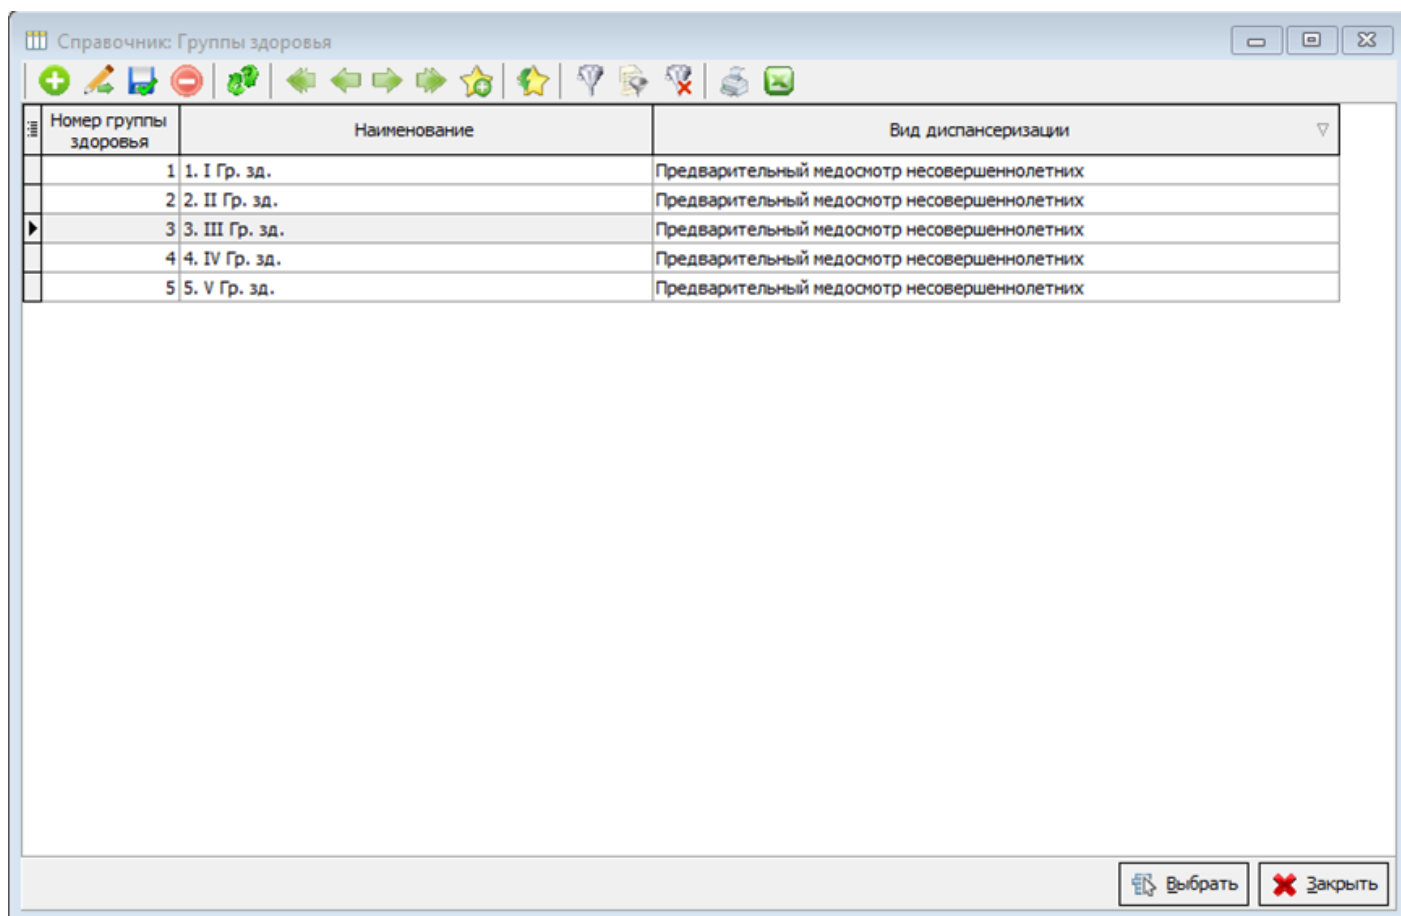 Справочник: Группы здоровья
Номер группы здоровья Наименование Вид диспансеризации
1 1. I Гр. зд. Предварительный медосмотр несовершеннолетних
2 2. II Гр. зд. Предварительный медосмотр несовершеннолетних
3 3. III Гр. зд. Предварительный медосмотр несовершеннолетних
4 4. IV Гр. зд. Предварительный медосмотр несовершеннолетних
5 5. V Гр. зд. Предварительный медосмотр несовершеннолетних
Выбрать Закрыть